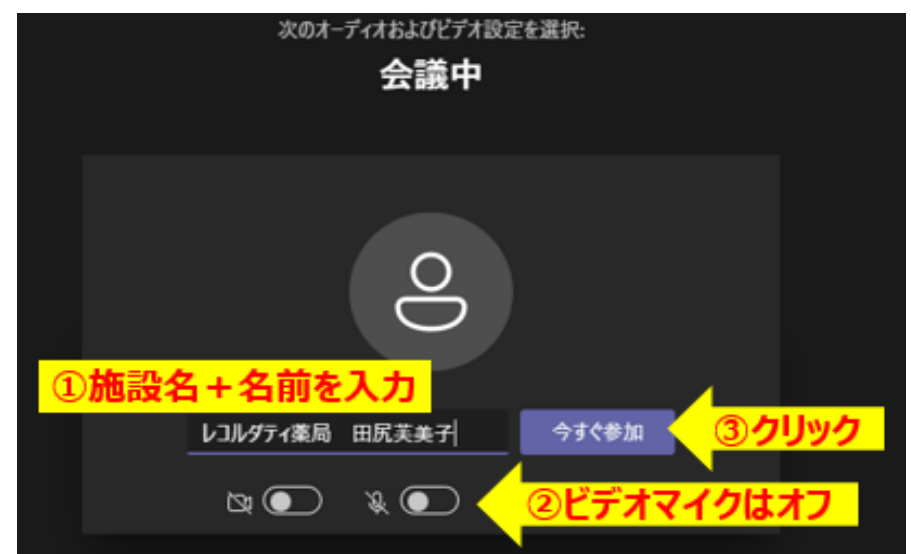 次のオーディオおよびビデオ設定を選択:
会議中
①施設名+名前を入力
レコルダティ薬局 田尻芙美子
今すぐ参加
③クリック
②ビデオマイクはオフ